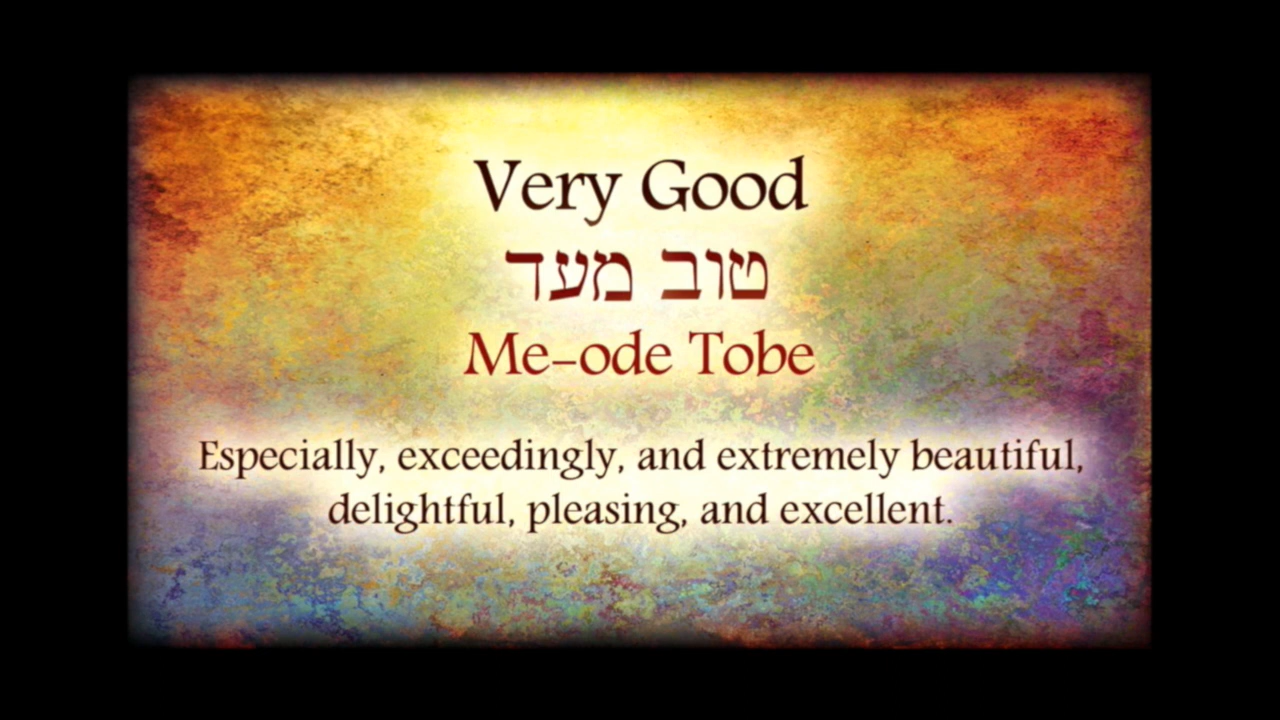 Very Good
טוב מעד
Me-ode Tobe
Especially, exceedingly, and extremely beautiful,
delightful, pleasing, and excellent.